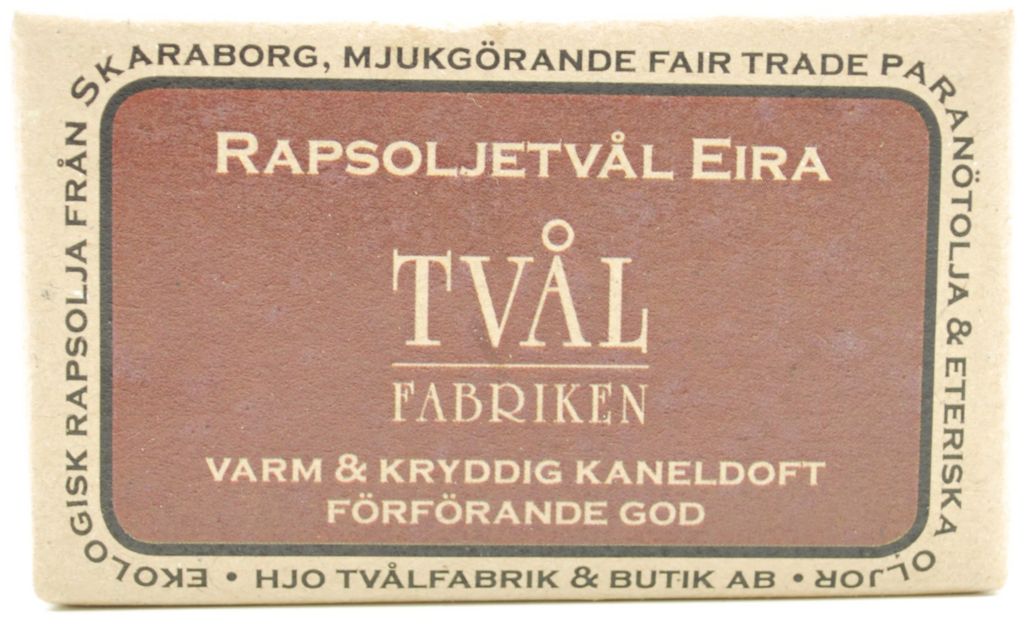 EKOLOGISK RAPSOLJA FRÅN SKARABORG, MJUKGÖRANDE FAIR TRADE PARANÖTOLJA & ETERISKA OLJOR
RAPSOLJETVÅL EIRA
TVÅL
FABRIKEN
VARM & KRYDDIG KANELDOFT
FÖRFÖRANDE GOD
• HJO TVÅLFABRIK & BUTIK AB •